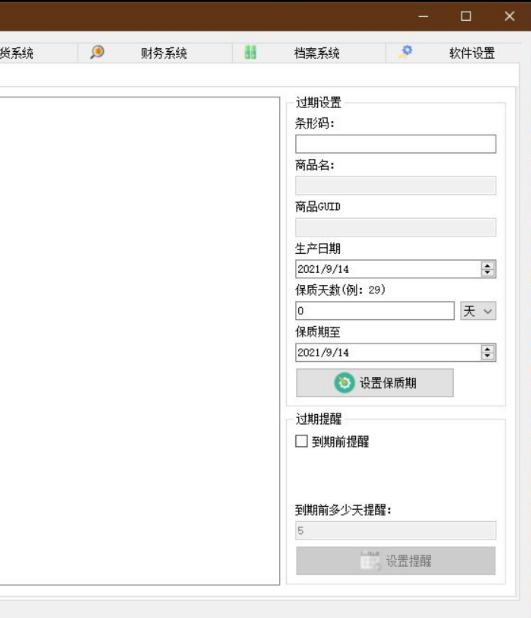 货系统 财务系统 档案系统 软件设置
过期设置
条形码:
商品名:
商品GUID
生产日期
2021/9/14
保质天数(例: 29)
0 天
保质期至
2021/9/14
设置保质期
过期提醒
到期前提醒
到期前多少天提醒:
5
设置提醒